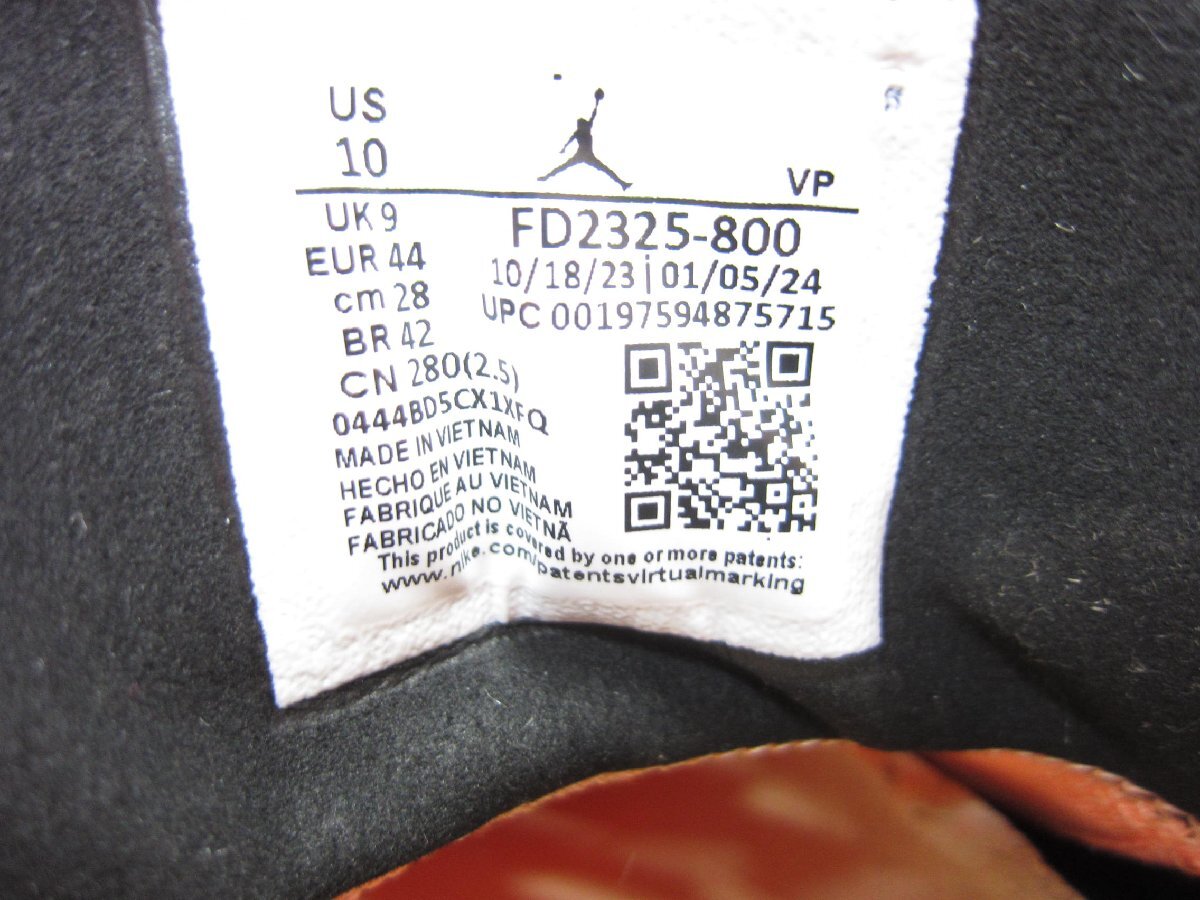 US
10
VP
UK 9
EUR 44
cm 28
BR 42
CN 280(2.5)
0444BD5CX1XFQ
MADE IN VIETNAM
HECHO EN VIETNAM
FABRIQUE AU VIETNAM
FABRICADO NO VIETNÃ
FD2325-800
10/18/23|01/05/24
UPC 00197594875715
This product is covered by one or more patents:
www.nike.com/patentsvirtualmarking